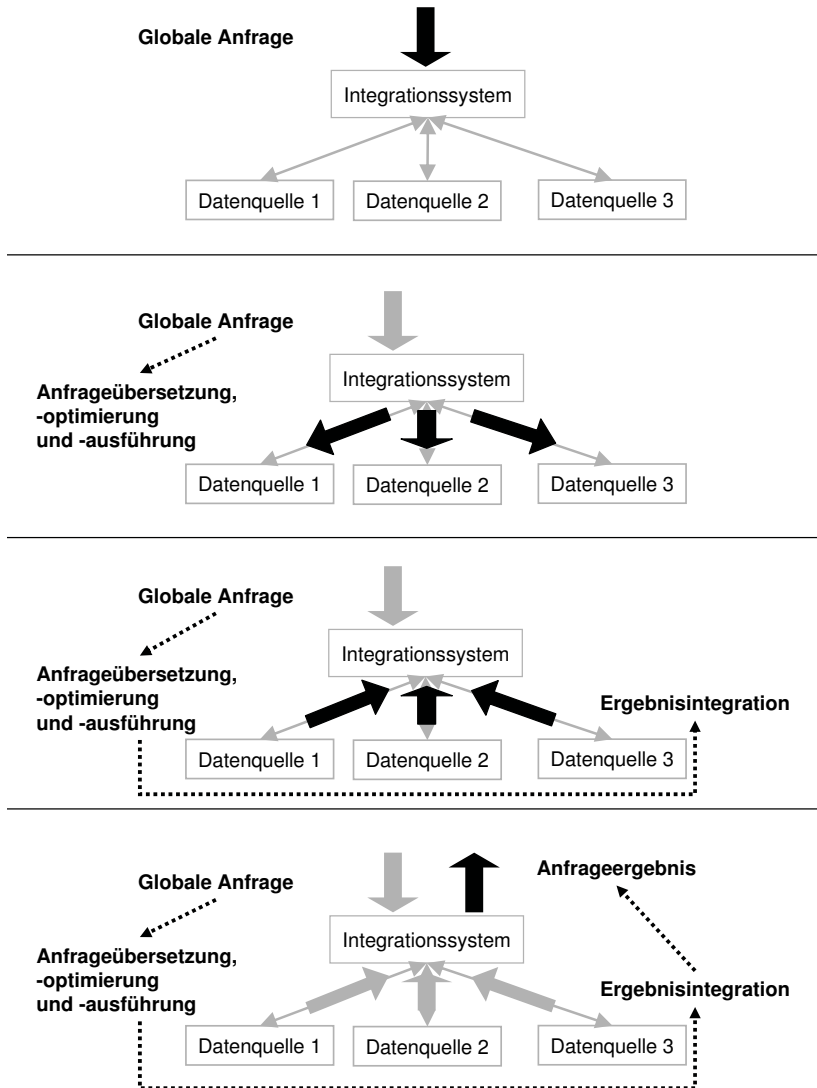 Globale Anfrage
Integrationssystem
Datenquelle 1
Datenquelle 2
Datenquelle 3
Globale Anfrage
Integrationssystem
Anfrageübersetzung,
-optimierung
und -ausführung
Datenquelle 1
Datenquelle 2
Datenquelle 3
Globale Anfrage
Integrationssystem
Anfrageübersetzung,
-optimierung
und -ausführung
Ergebnisintegration
Datenquelle 1
Datenquelle 2
Datenquelle 3
Anfrageergebnis
Globale Anfrage
Integrationssystem
Anfrageübersetzung,
-optimierung
und -ausführung
Ergebnisintegration
Datenquelle 1
Datenquelle 2
Datenquelle 3